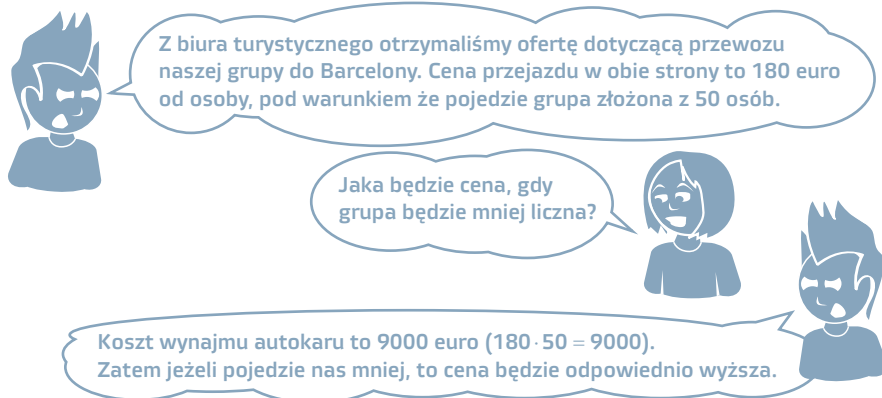 Z biura turystycznego otrzymaliśmy ofertę dotyczącą przewozu
naszej grupy do Barcelony. Cena przejazdu w obie strony to 180 euro
od osoby, pod warunkiem że pojedzie grupa złożona z 50 osób.
Jaka będzie cena, gdy
grupa będzie mniej liczna?
Koszt wynajmu autokaru to 9000 euro (180 · 50 = 9000).
Zatem jeżeli pojedzie nas mniej, to cena będzie odpowiednio wyższa.